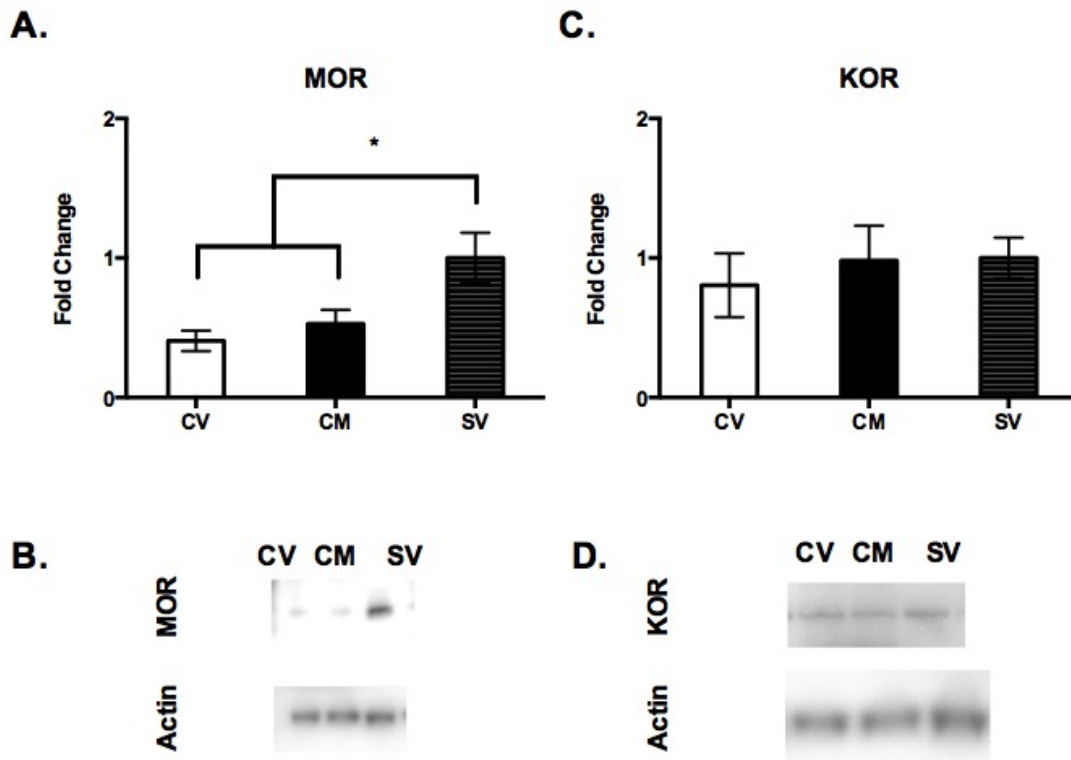 A.
MOR
2
*
1
Fold Change
0
CV CM SV
C.
KOR
2
1
Fold Change
0
CV CM SV
B.
CV CM SV
MOR
Actin
D.
CV CM SV
KOR
Actin